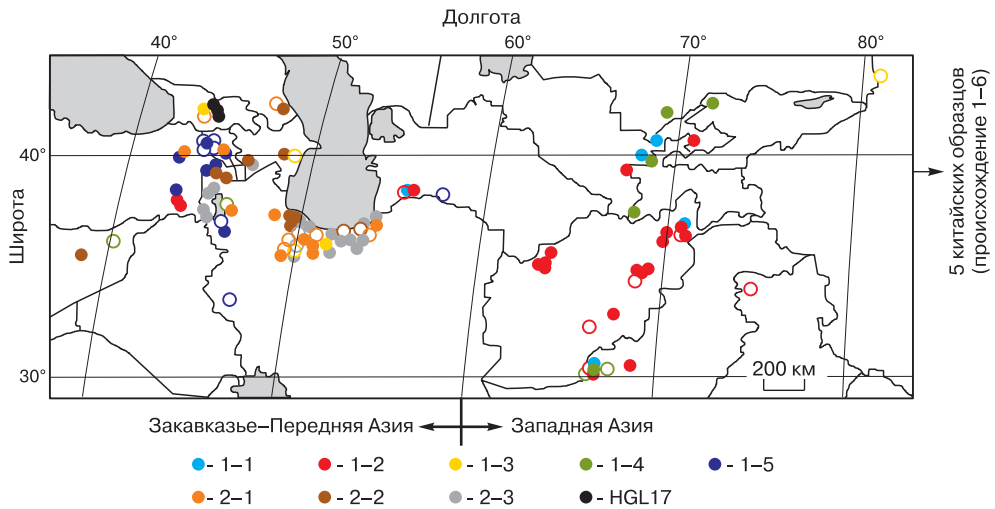 Долгота
40° 50° 60° 70° 80°
40°
30°
Широта
200 км
5 китайских образцов
(происхождение 1–6)
Закавказье–Передняя Азия
Западная Азия
- 1–1 - 1–2 - 1–3 - 1–4 - 1–5
- 2–1 - 2–2 - 2–3 - HGL17